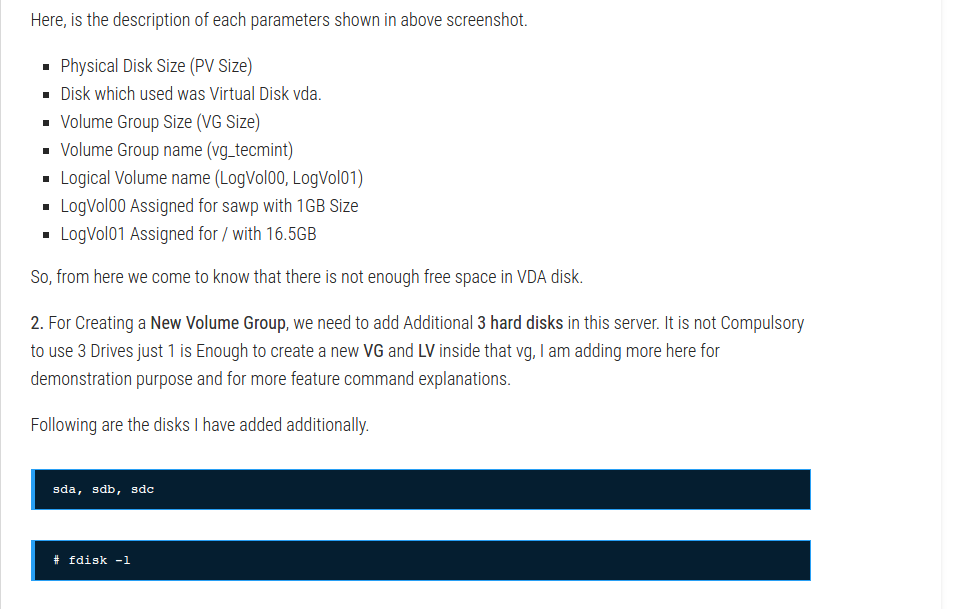 Here, is the description of each parameters shown in above screenshot.
Physical Disk Size (PV Size)
Disk which used was Virtual Disk vda.
Volume Group Size (VG Size)
Volume Group name (vg_tecmint)
Logical Volume name (LogVol00, LogVol01)
LogVol00 Assigned for sawp with 1GB Size
LogVol01 Assigned for / with 16.5GB
So, from here we come to know that there is not enough free space in VDA disk.
2. For Creating a New Volume Group, we need to add Additional 3 hard disks in this server. It is not Compulsory
to use 3 Drives just 1 is Enough to create a new VG and LV inside that vg, I am adding more here for
demonstration purpose and for more feature command explanations.
Following are the disks I have added additionally.
sda, sdb, sdc
# fdisk -l